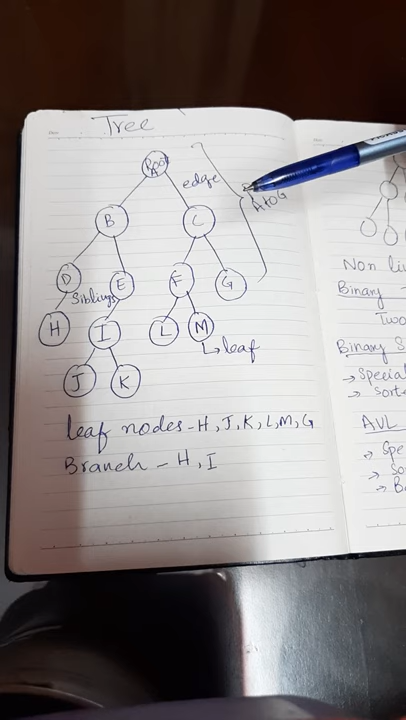 Tree
Root
A
edge
A to G
B
C
D
Siblings
E
F
G
H
I
L
M
leaf
J
K
leaf nodes - H, J, K, L, M, G
Branch - H, I
Non li
Binary
Two
Binary S
→ Special
→ Sort
AVL
→ Spe
→ So
→ B